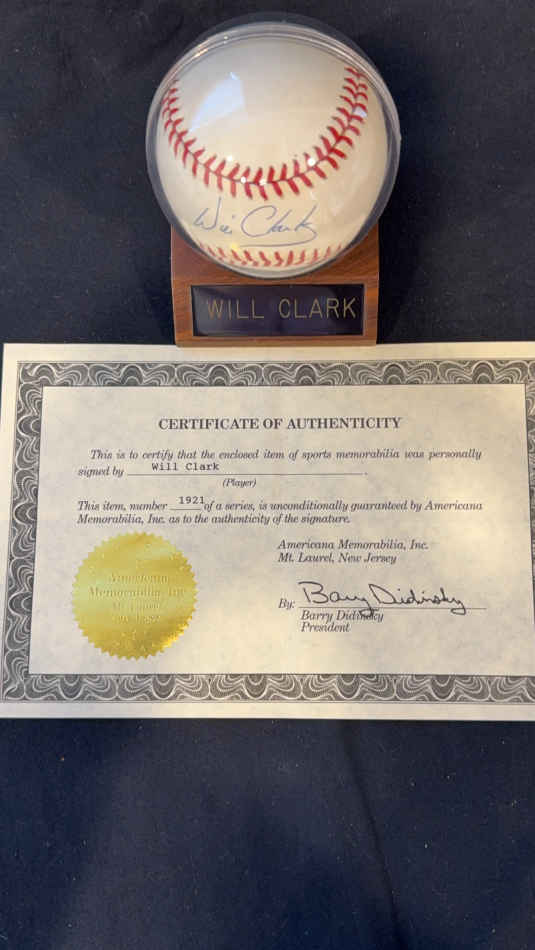 Will Clark
WILL CLARK
CERTIFICATE OF AUTHENTICITY
This is to certify that the enclosed item of sports memorabilia was personally
signed by Will Clark.
(Player)
This item, number 1921 of a series, is unconditionally guaranteed by Americana
Memorabilia, Inc. as to the authenticity of the signature.
Americana Memorabilia, Inc.
Mt. Laurel, New Jersey
Memorabilia, Inc
By: Barry Didinsky
Barry Didinsky
President